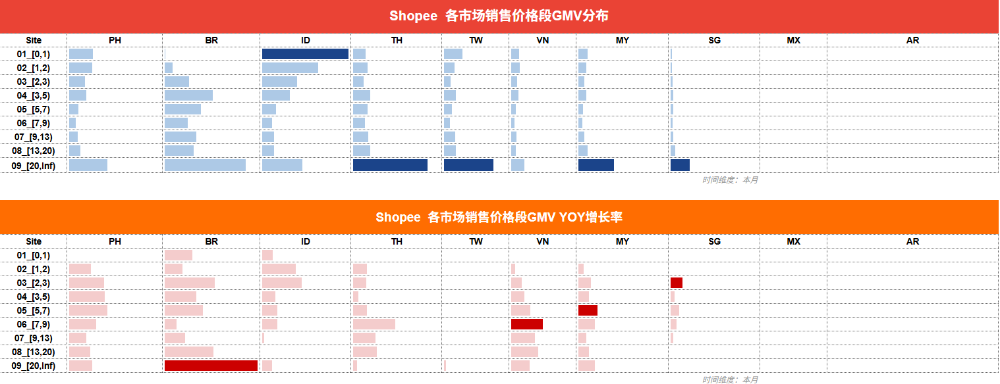 Shopee 各市场销售价格段GMV分布
Site PH BR ID TH TW VN MY SG MX AR
01_[0,1)
02_[1,2)
03_[2,3)
04_[3,5)
05_[5,7)
06_[7,9)
07_[9,13)
08_[13,20)
09_[20,Inf)
时间维度：本月
Shopee 各市场销售价格段GMV YOY增长率
Site PH BR ID TH TW VN MY SG MX AR
01_[0,1)
02_[1,2)
03_[2,3)
04_[3,5)
05_[5,7)
06_[7,9)
07_[9,13)
08_[13,20)
09_[20,Inf)
时间维度：本月